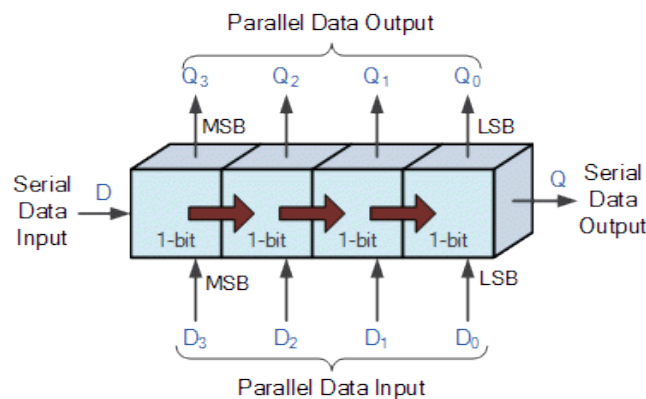 Parallel Data Output
Q₃ Q₂ Q₁ Q₀
MSB LSB
Serial Data Input
D
Q
Serial Data Output
1-bit 1-bit 1-bit 1-bit
MSB LSB
D₃ D₂ D₁ D₀
Parallel Data Input